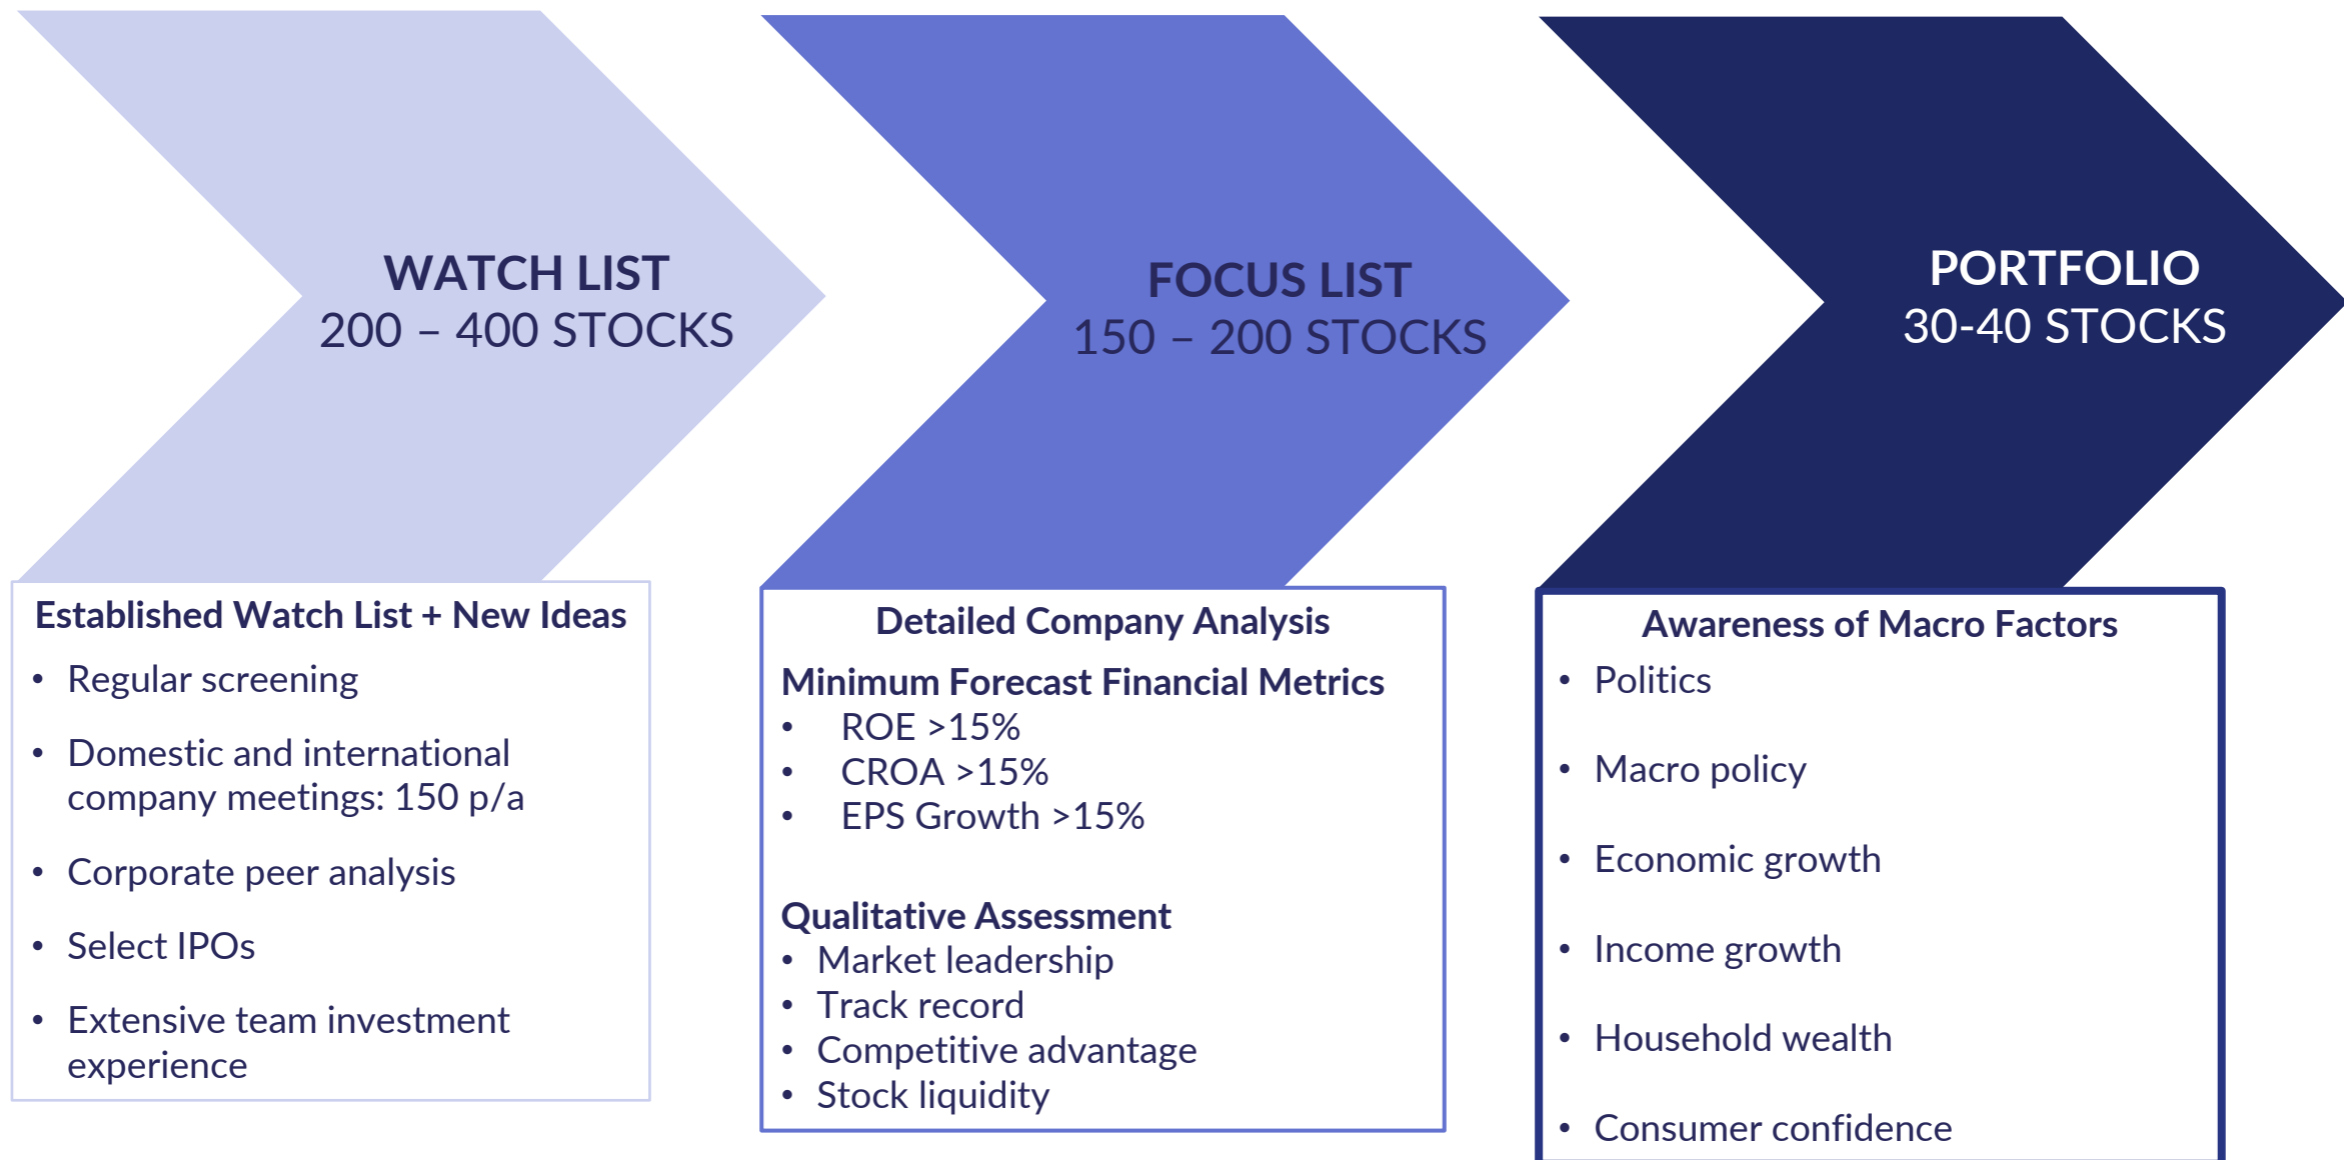 WATCH LIST
200 – 400 STOCKS
FOCUS LIST
150 – 200 STOCKS
PORTFOLIO
30-40 STOCKS
Established Watch List + New Ideas
• Regular screening
• Domestic and international
company meetings: 150 p/a
• Corporate peer analysis
• Select IPOs
• Extensive team investment
experience
Detailed Company Analysis
Minimum Forecast Financial Metrics
• ROE >15%
• CROA >15%
• EPS Growth >15%
Qualitative Assessment
• Market leadership
• Track record
• Competitive advantage
• Stock liquidity
Awareness of Macro Factors
• Politics
• Macro policy
• Economic growth
• Income growth
• Household wealth
• Consumer confidence